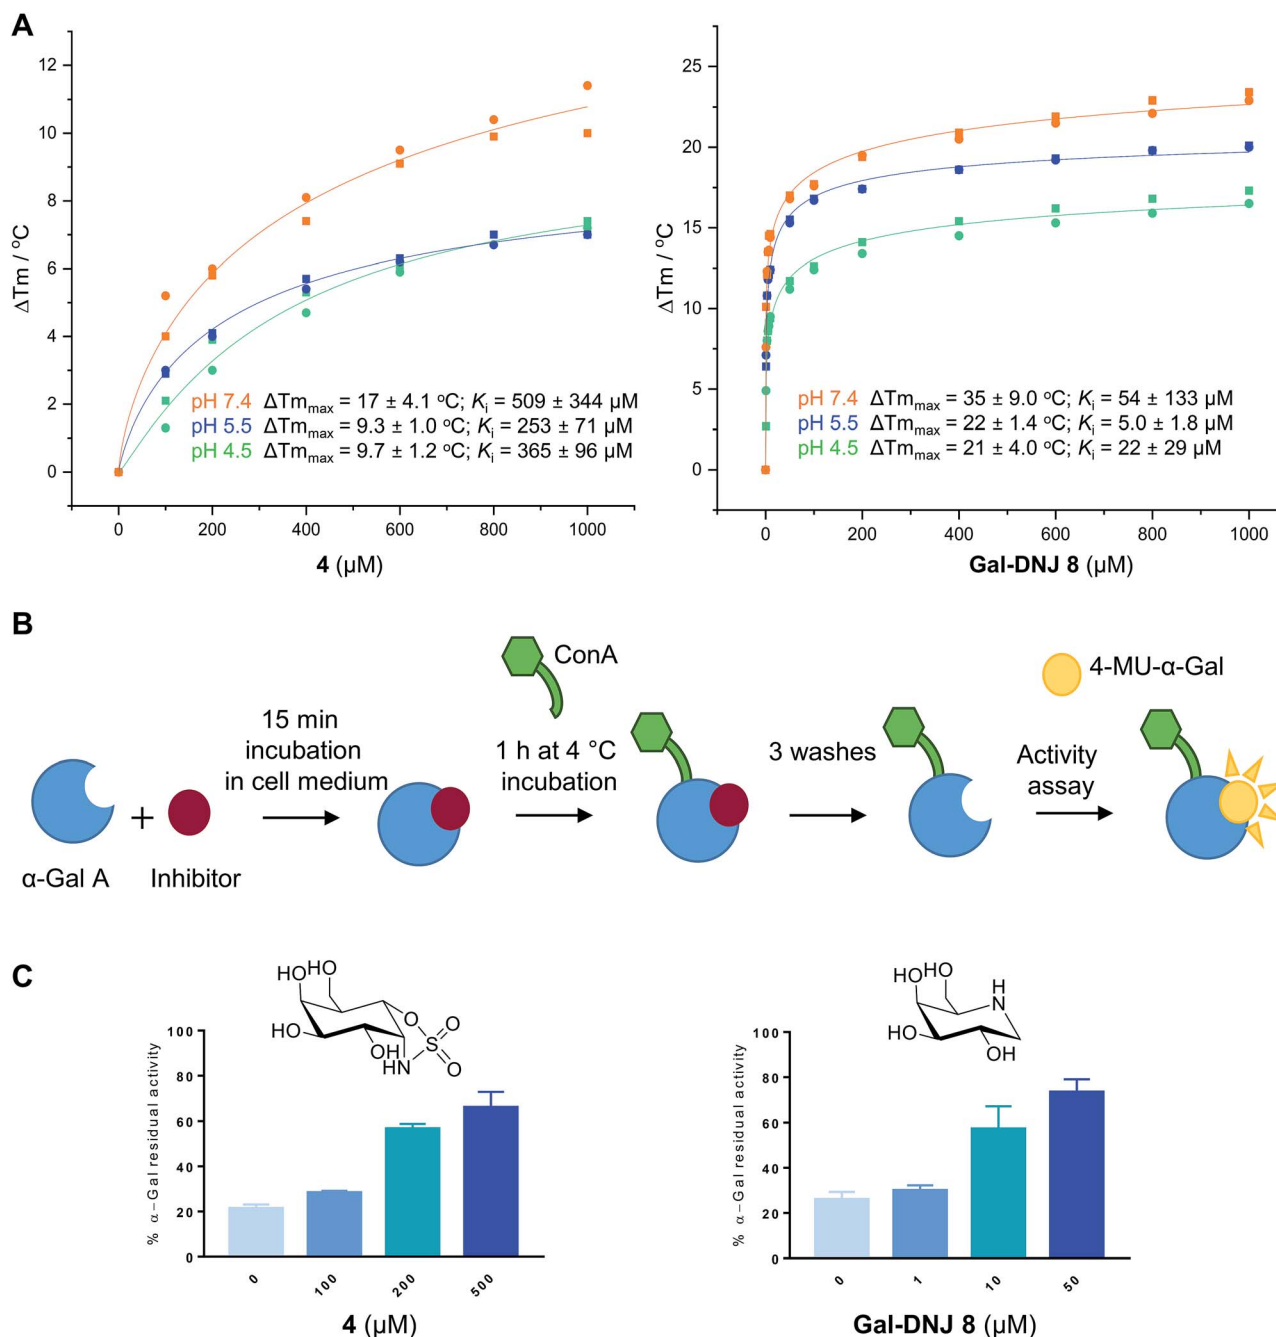 A
ΔTm / ºC
12
10
8
6
4
2
0
pH 7.4 ΔTmmax = 17 ± 4.1 ºC; Ki = 509 ± 344 μM
pH 5.5 ΔTmmax = 9.3 ± 1.0 ºC; Ki = 253 ± 71 μM
pH 4.5 ΔTmmax = 9.7 ± 1.2 ºC; Ki = 365 ± 96 μM
0 200 400 600 800 1000
4 (μM)
ΔTm / ºC
25
20
15
10
5
0
pH 7.4 ΔTmmax = 35 ± 9.0 ºC; Ki = 54 ± 133 μM
pH 5.5 ΔTmmax = 22 ± 1.4 ºC; Ki = 5.0 ± 1.8 μM
pH 4.5 ΔTmmax = 21 ± 4.0 ºC; Ki = 22 ± 29 μM
0 200 400 600 800 1000
Gal-DNJ 8 (μM)
B
α-Gal A
+
Inhibitor
15 min
incubation
in cell medium
ConA
1 h at 4 °C
incubation
3 washes
Activity
assay
4-MU-α-Gal
C
HO
HO
HO
OH
HN
O
S
O
O
% α-Gal residual activity
100
80
60
40
20
0
0 100 200 500
4 (μM)
HO
HO
HO
OH
H
N
% α-Gal residual activity
100
80
60
40
20
0
0 1 10 50
Gal-DNJ 8 (μM)